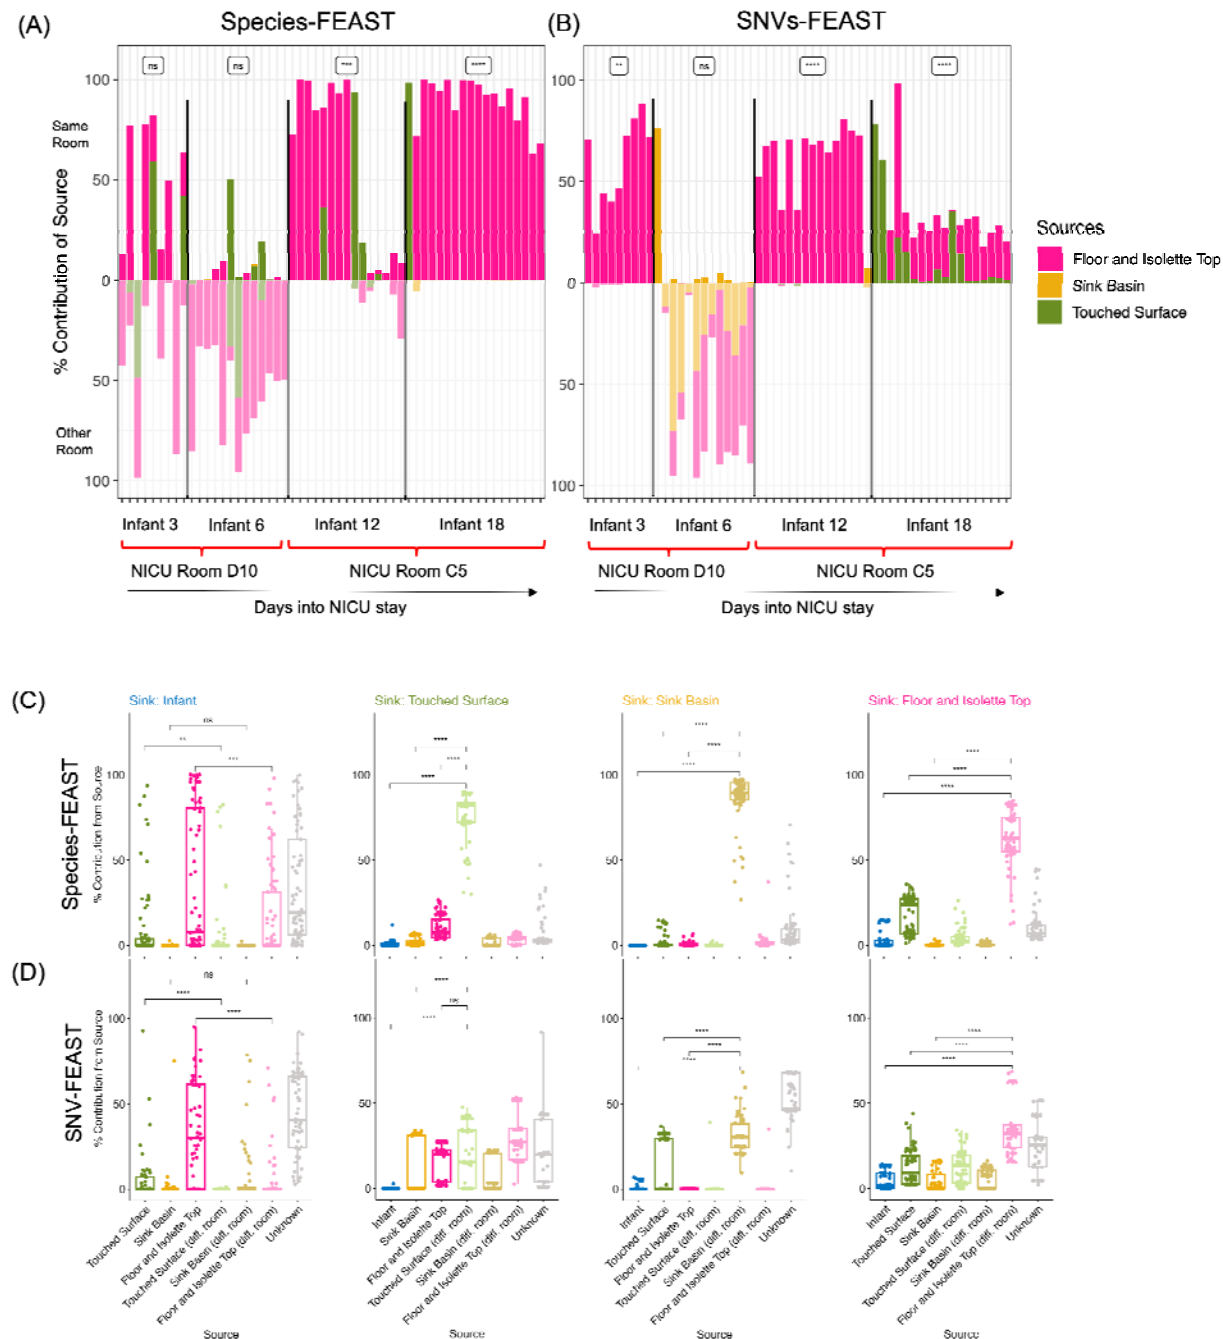 (A)
Species-FEAST
(B)
SNVs-FEAST
ns
ns
***
****
**
ns
****
****
100
50
0
50
100
Same
Room
Other
Room
% Contribution of Source
100
50
0
50
100
Sources
Floor and Isolette Top
Sink Basin
Touched Surface
Infant 3
Infant 6
Infant 12
Infant 18
Infant 3
Infant 6
Infant 12
Infant 18
NICU Room D10
NICU Room C5
NICU Room D10
NICU Room C5
Days into NICU stay
Days into NICU stay
(C)
Sink: Infant
Sink: Touched Surface
Sink: Sink Basin
Sink: Floor and Isolette Top
Species-FEAST
% Contribution from Source
ns
**
***
100
50
0
****
****
****
100
50
0
****
****
****
100
50
0
****
****
****
100
50
0
(D)
SNV-FEAST
% Contribution from Source
ns
****
****
100
50
0
****
ns
****
100
50
0
****
****
****
100
50
0
****
****
****
100
50
0
Touched Surface
Sink Basin
Floor and Isolette Top
Touched Surface (diff. room)
Sink Basin (diff. room)
Floor and Isolette Top (diff. room)
Unknown
Infant
Sink Basin
Floor and Isolette Top
Touched Surface (diff. room)
Sink Basin (diff. room)
Floor and Isolette Top (diff. room)
Unknown
Infant
Touched Surface
Floor and Isolette Top
Touched Surface (diff. room)
Sink Basin (diff. room)
Floor and Isolette Top (diff. room)
Unknown
Infant
Touched Surface
Sink Basin
Touched Surface (diff. room)
Sink Basin (diff. room)
Floor and Isolette Top (diff. room)
Unknown
Source
Source
Source
Source